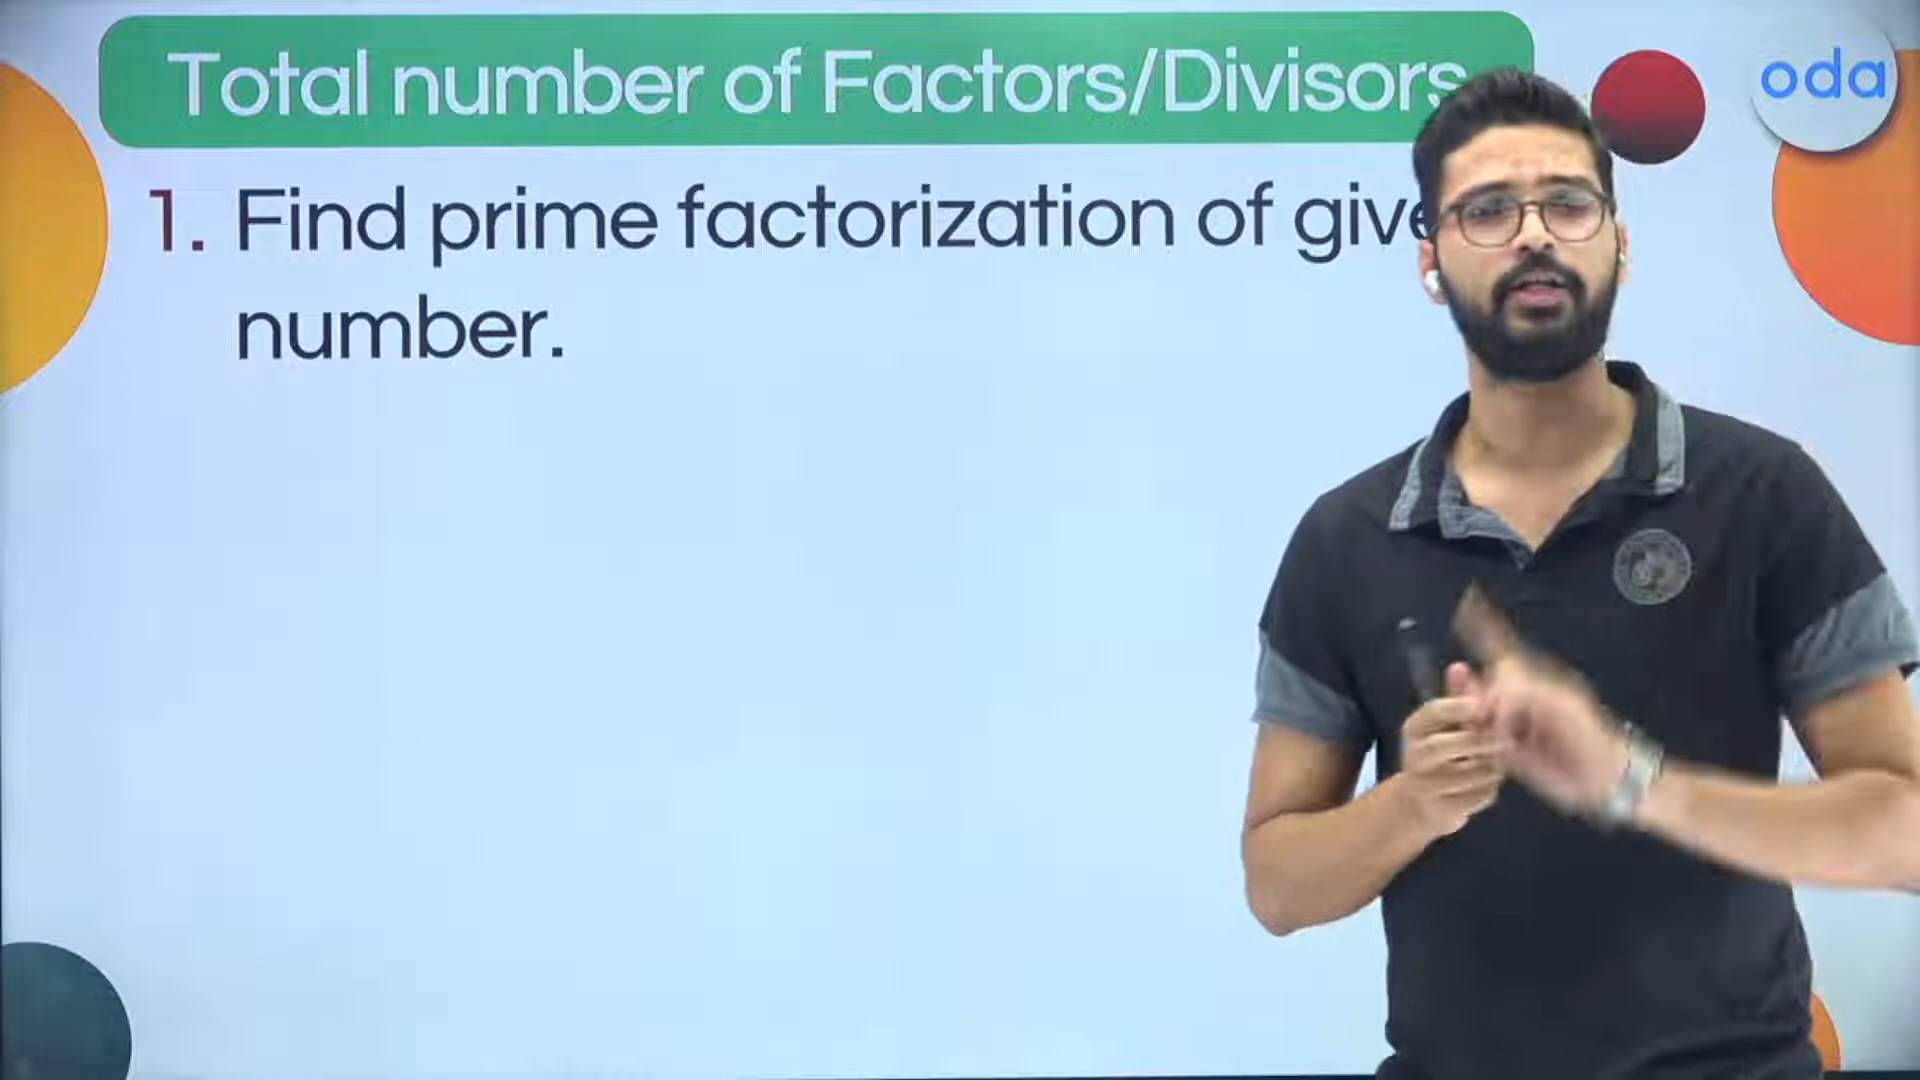 Total number of Factors/Divisors
oda
1. Find prime factorization of give
number.